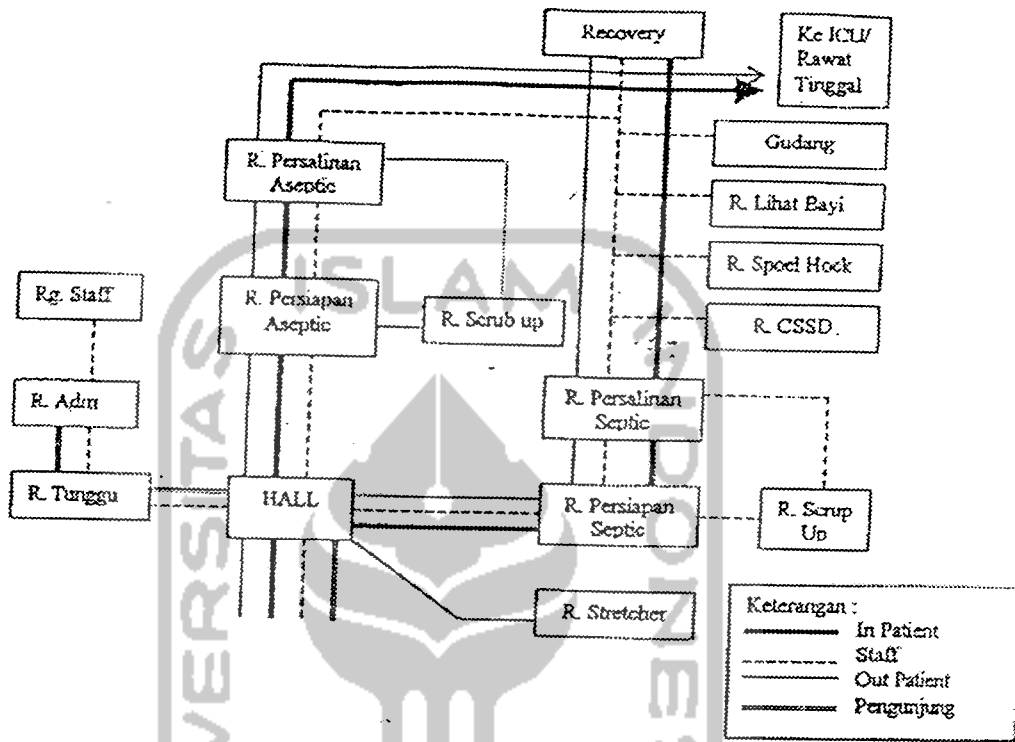 Recovery
Ke ICU/
Rawat
Tinggal
Gudang
R. Persalinan
Aseptic
R. Lihat Bayi
R. Spoel Hock
Rg. Staff
R. Persiapan
Aseptic
R. Scrub up
R. CSSD.
R. Adm
R. Persalinan
Septic
R. Tunggu
HALL
R. Persiapan
Septic
R. Scrup
Up
R. Stretcher
Keterangan :
In Patient
Staff
Out Patient
Pengunjung
ISLAM